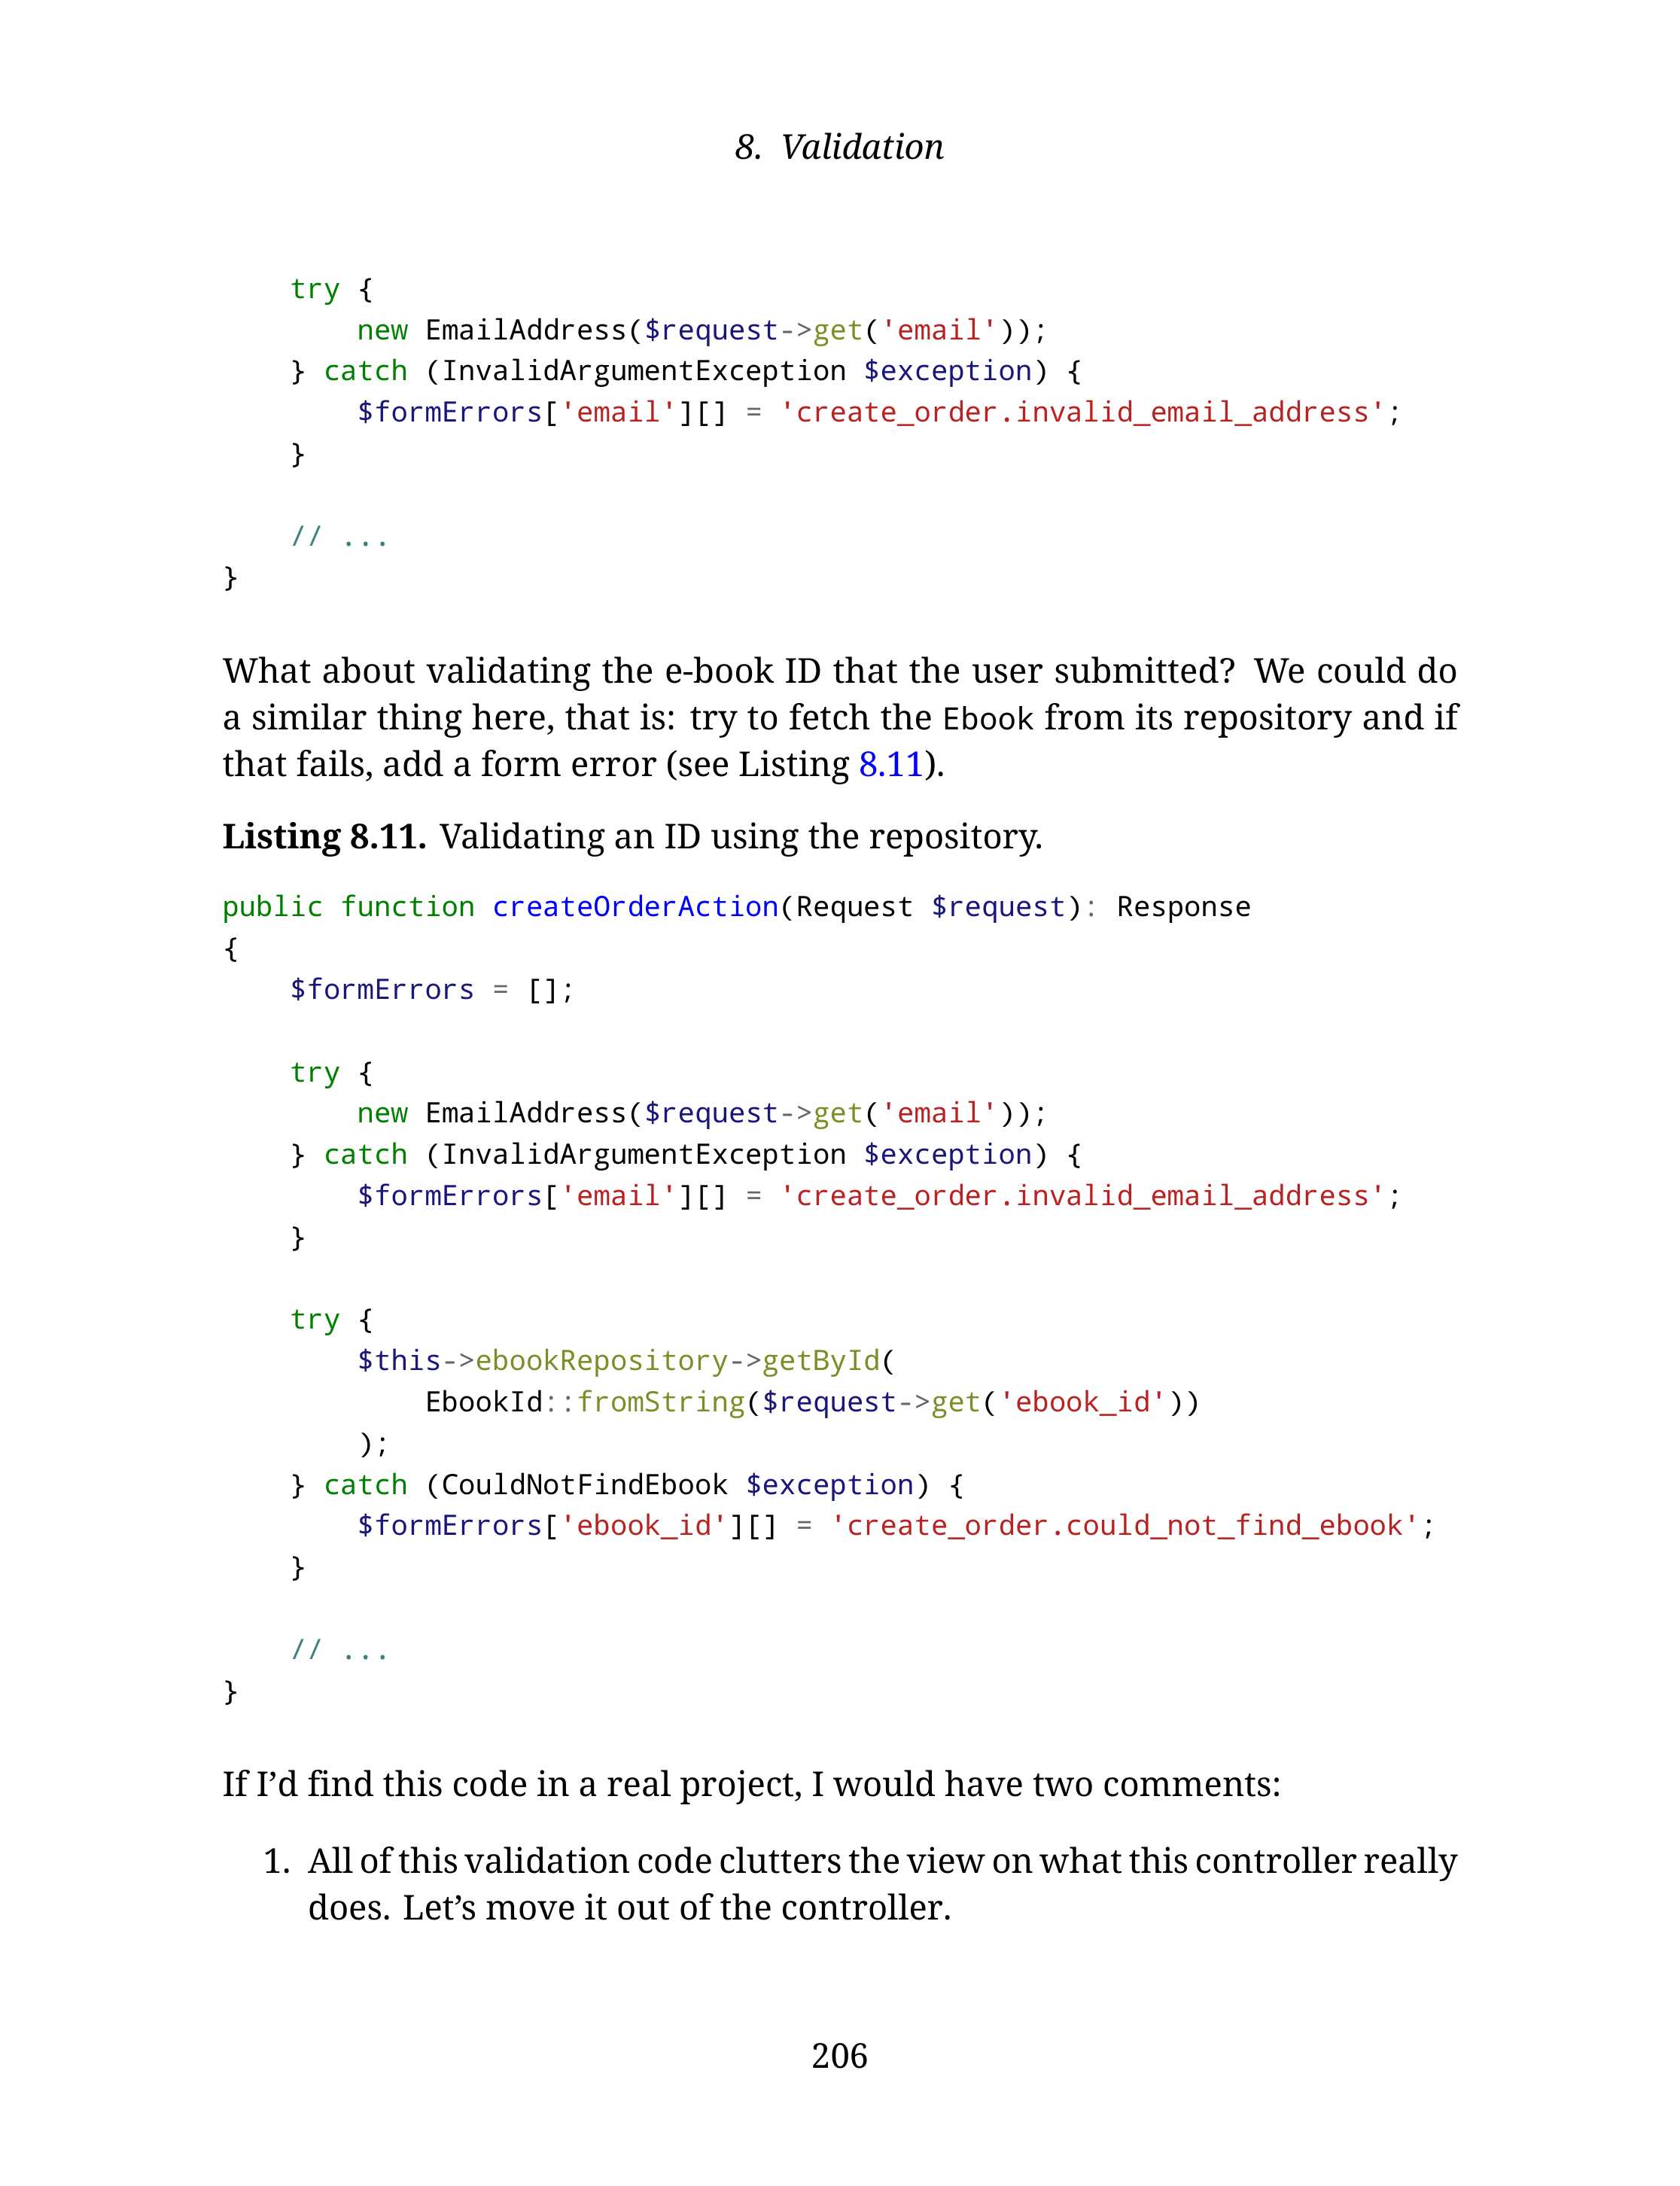 8. Validation
    try {
        new EmailAddress($request->get('email'));
    } catch (InvalidArgumentException $exception) {
        $formErrors['email'][] = 'create_order.invalid_email_address';
    }
    // ...
}
What about validating the e-book ID that the user submitted? We could do
a similar thing here, that is: try to fetch the Ebook from its repository and if
that fails, add a form error (see Listing 8.11).
Listing 8.11. Validating an ID using the repository.
public function createOrderAction(Request $request): Response
{
    $formErrors = [];
    try {
        new EmailAddress($request->get('email'));
    } catch (InvalidArgumentException $exception) {
        $formErrors['email'][] = 'create_order.invalid_email_address';
    }
    try {
        $this->ebookRepository->getById(
            EbookId::fromString($request->get('ebook_id'))
        );
    } catch (CouldNotFindEbook $exception) {
        $formErrors['ebook_id'][] = 'create_order.could_not_find_ebook';
    }
    // ...
}
If I’d find this code in a real project, I would have two comments:
1. All of this validation code clutters the view on what this controller really
does. Let’s move it out of the controller.
206